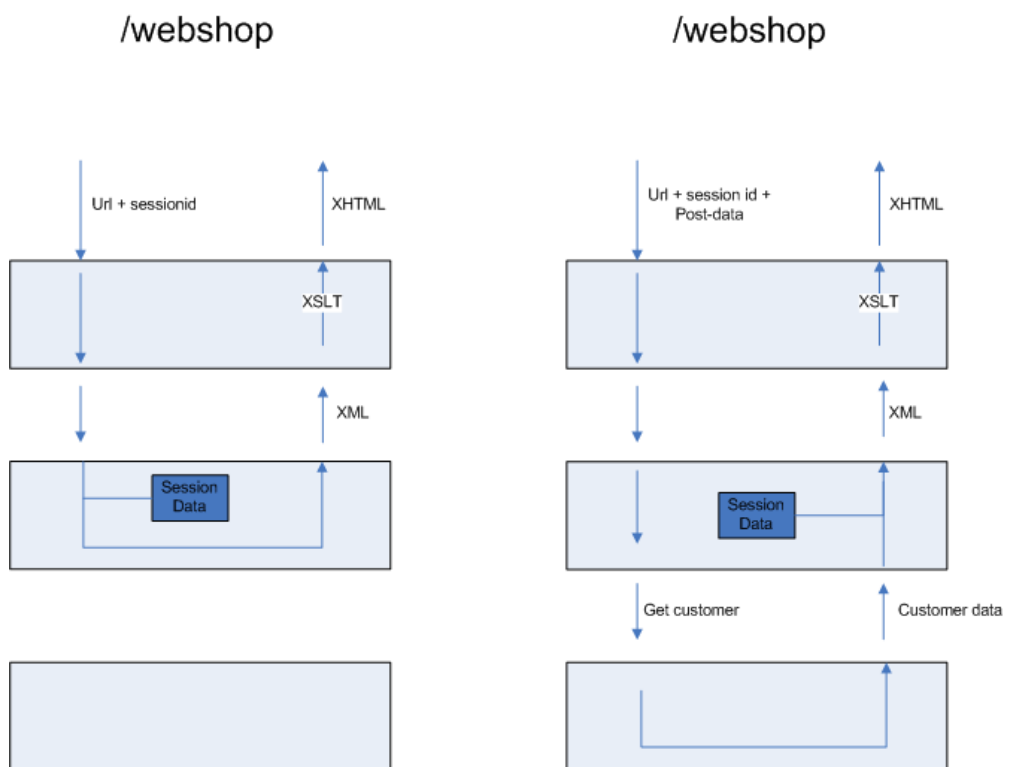 /webshop
Url + sessionid
XHTML
XSLT
XML
Session
Data
/webshop
Url + session id +
Post-data
XHTML
XSLT
XML
Session
Data
Get customer
Customer data